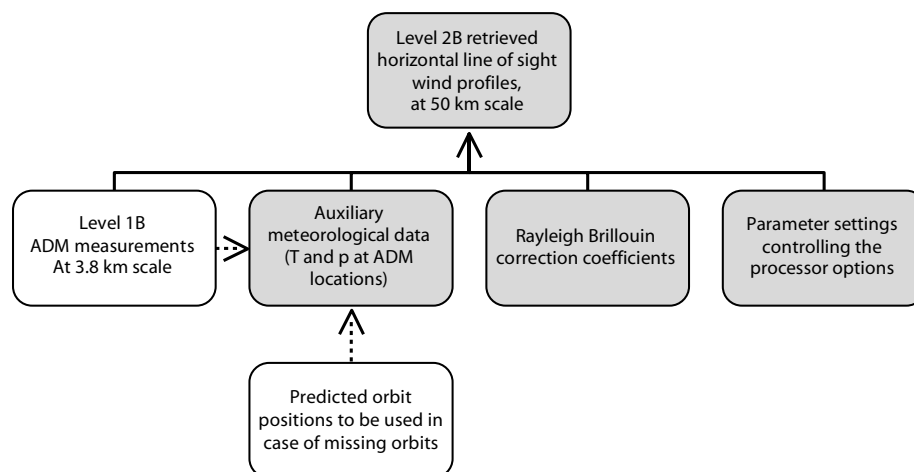 Level 2B retrieved
horizontal line of sight
wind profiles,
at 50 km scale
Level 1B
ADM measurements
At 3.8 km scale
Auxiliary
meteorological data
(T and p at ADM
locations)
Rayleigh Brillouin
correction coefficients
Parameter settings
controlling the
processor options
Predicted orbit
positions to be used in
case of missing orbits